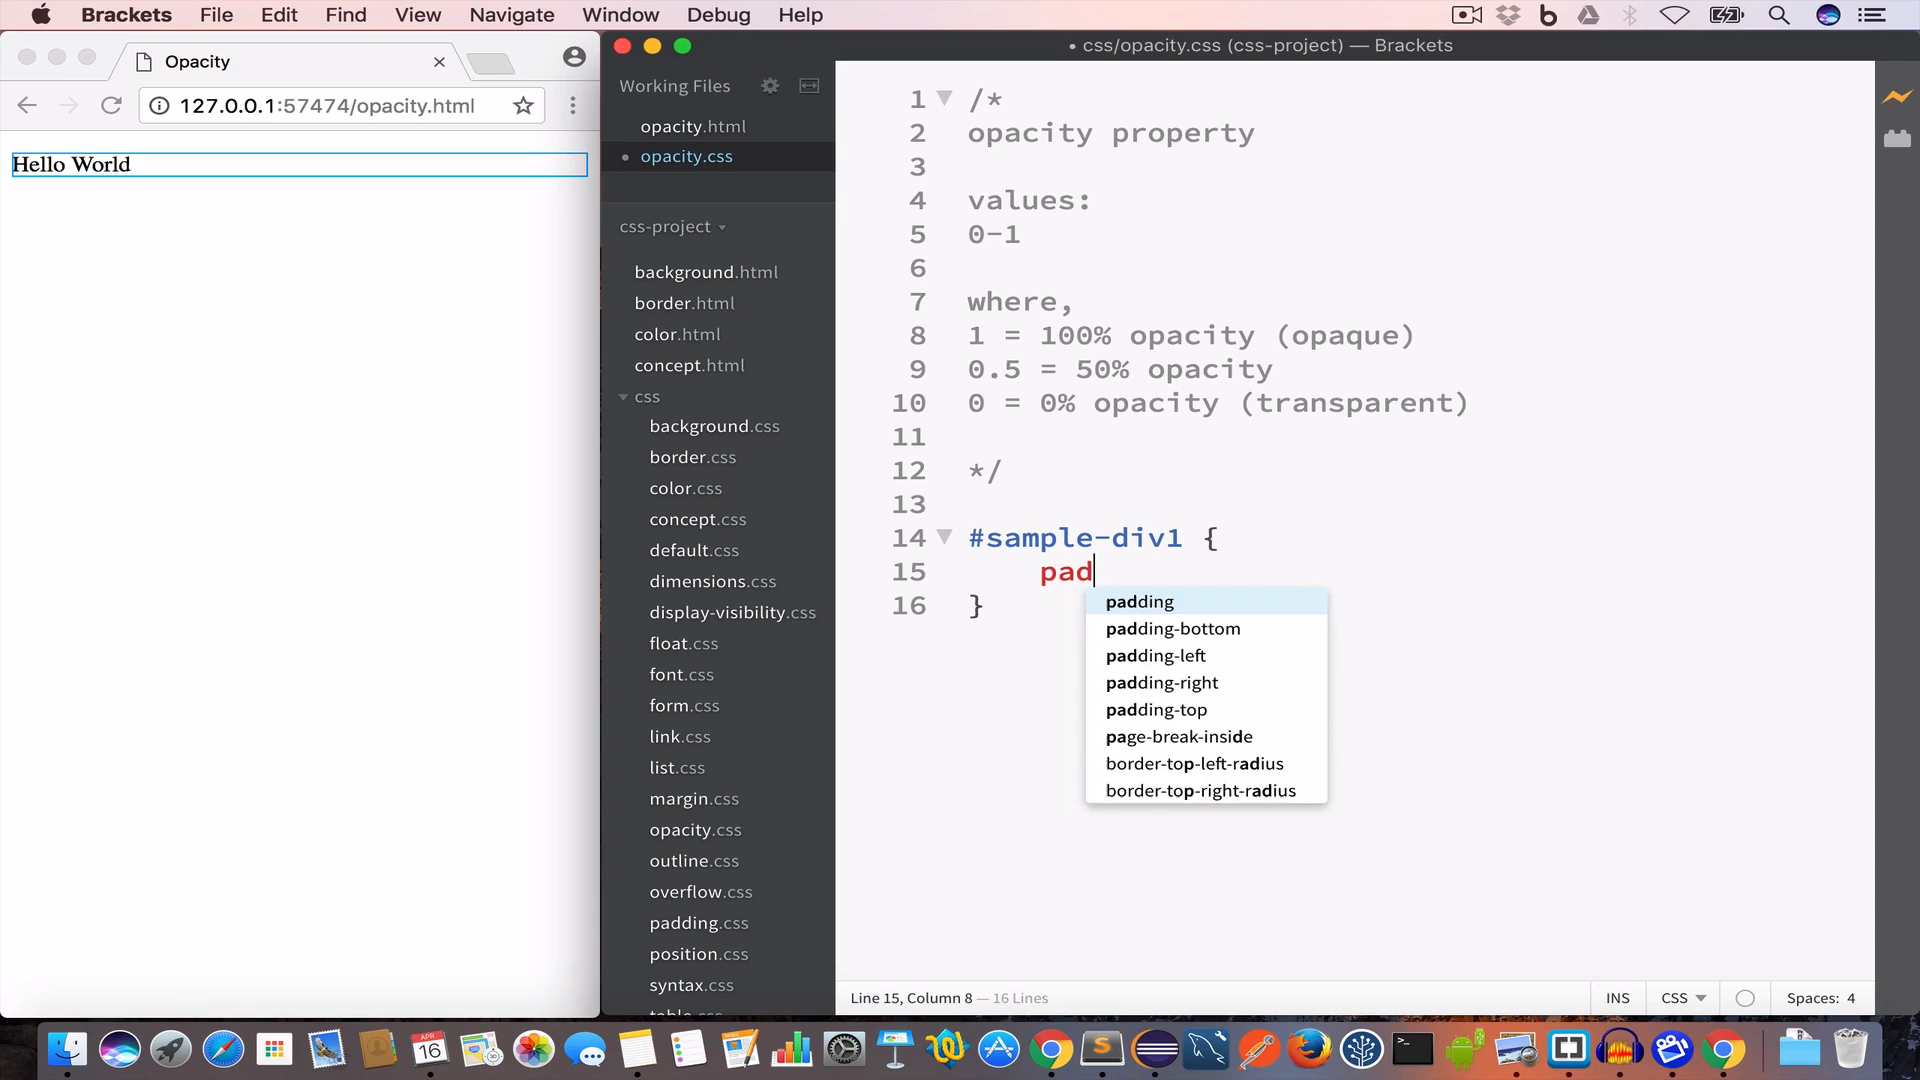 Brackets File Edit Find View Navigate Window Debug Help
Opacity
127.0.0.1:57474/opacity.html
Hello World
• css/opacity.css (css-project) — Brackets
Working Files
opacity.html
• opacity.css
css-project
background.html
border.html
color.html
concept.html
css
background.css
border.css
color.css
concept.css
default.css
dimensions.css
display-visibility.css
float.css
font.css
form.css
link.css
list.css
margin.css
opacity.css
outline.css
overflow.css
padding.css
position.css
syntax.css
1 /*
2 opacity property
3
4 values:
5 0-1
6
7 where,
8 1 = 100% opacity (opaque)
9 0.5 = 50% opacity
10 0 = 0% opacity (transparent)
11
12 */
13
14 #sample-div1 {
15 pad
16 }
padding
padding-bottom
padding-left
padding-right
padding-top
page-break-inside
border-top-left-radius
border-top-right-radius
Line 15, Column 8 — 16 Lines
INS CSS Spaces: 4
APR
16